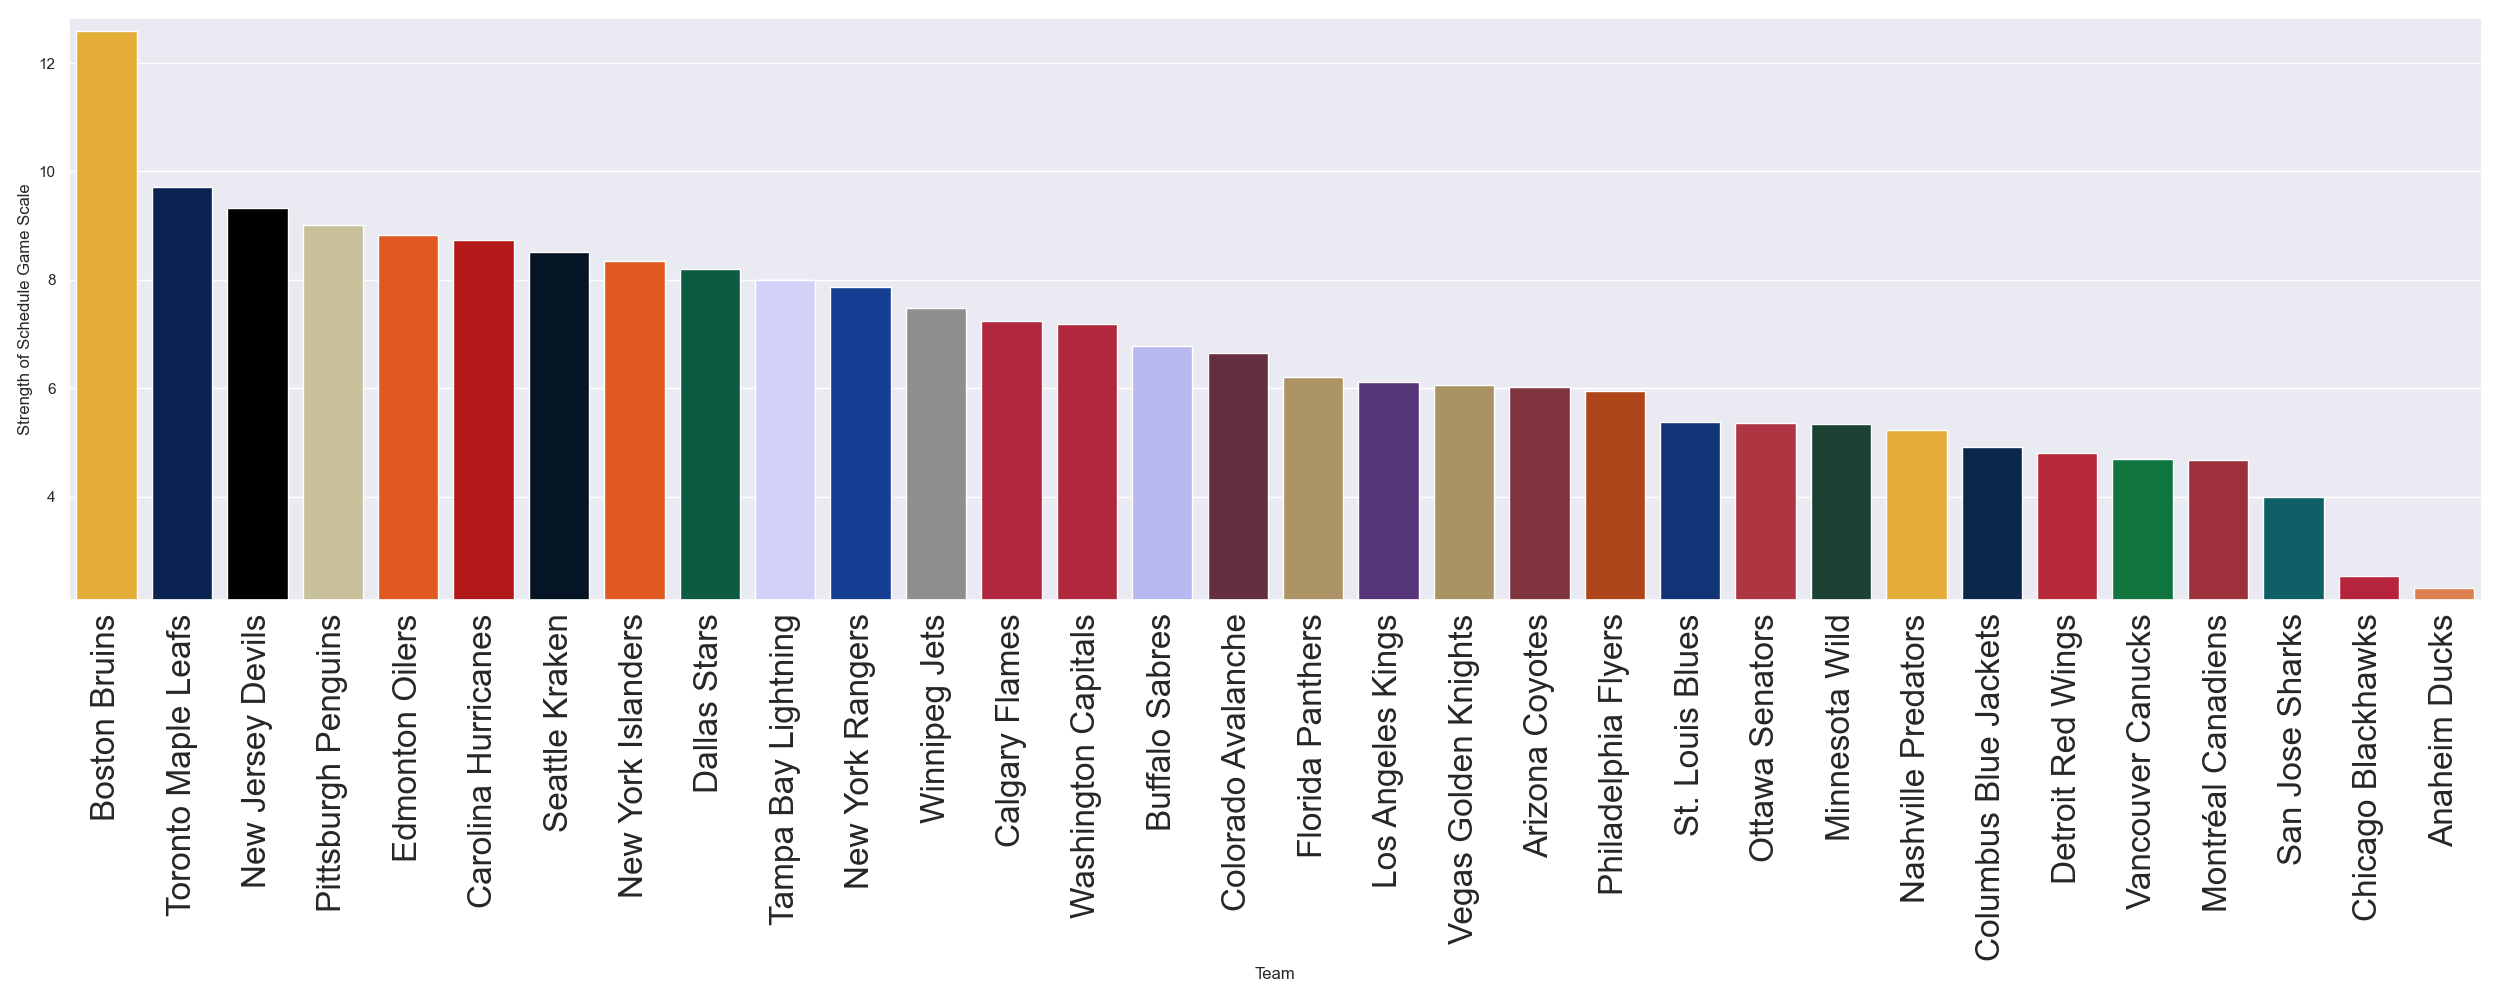 Strength of Schedule Game Scale
12
10
8
6
4
Boston Bruins
Toronto Maple Leafs
New Jersey Devils
Pittsburgh Penguins
Edmonton Oilers
Carolina Hurricanes
Seattle Kraken
New York Islanders
Dallas Stars
Tampa Bay Lightning
New York Rangers
Winnipeg Jets
Calgary Flames
Washington Capitals
Buffalo Sabres
Colorado Avalanche
Florida Panthers
Los Angeles Kings
Vegas Golden Knights
Arizona Coyotes
Philadelphia Flyers
St. Louis Blues
Ottawa Senators
Minnesota Wild
Nashville Predators
Columbus Blue Jackets
Detroit Red Wings
Vancouver Canucks
Montréal Canadiens
San Jose Sharks
Chicago Blackhawks
Anaheim Ducks
Team